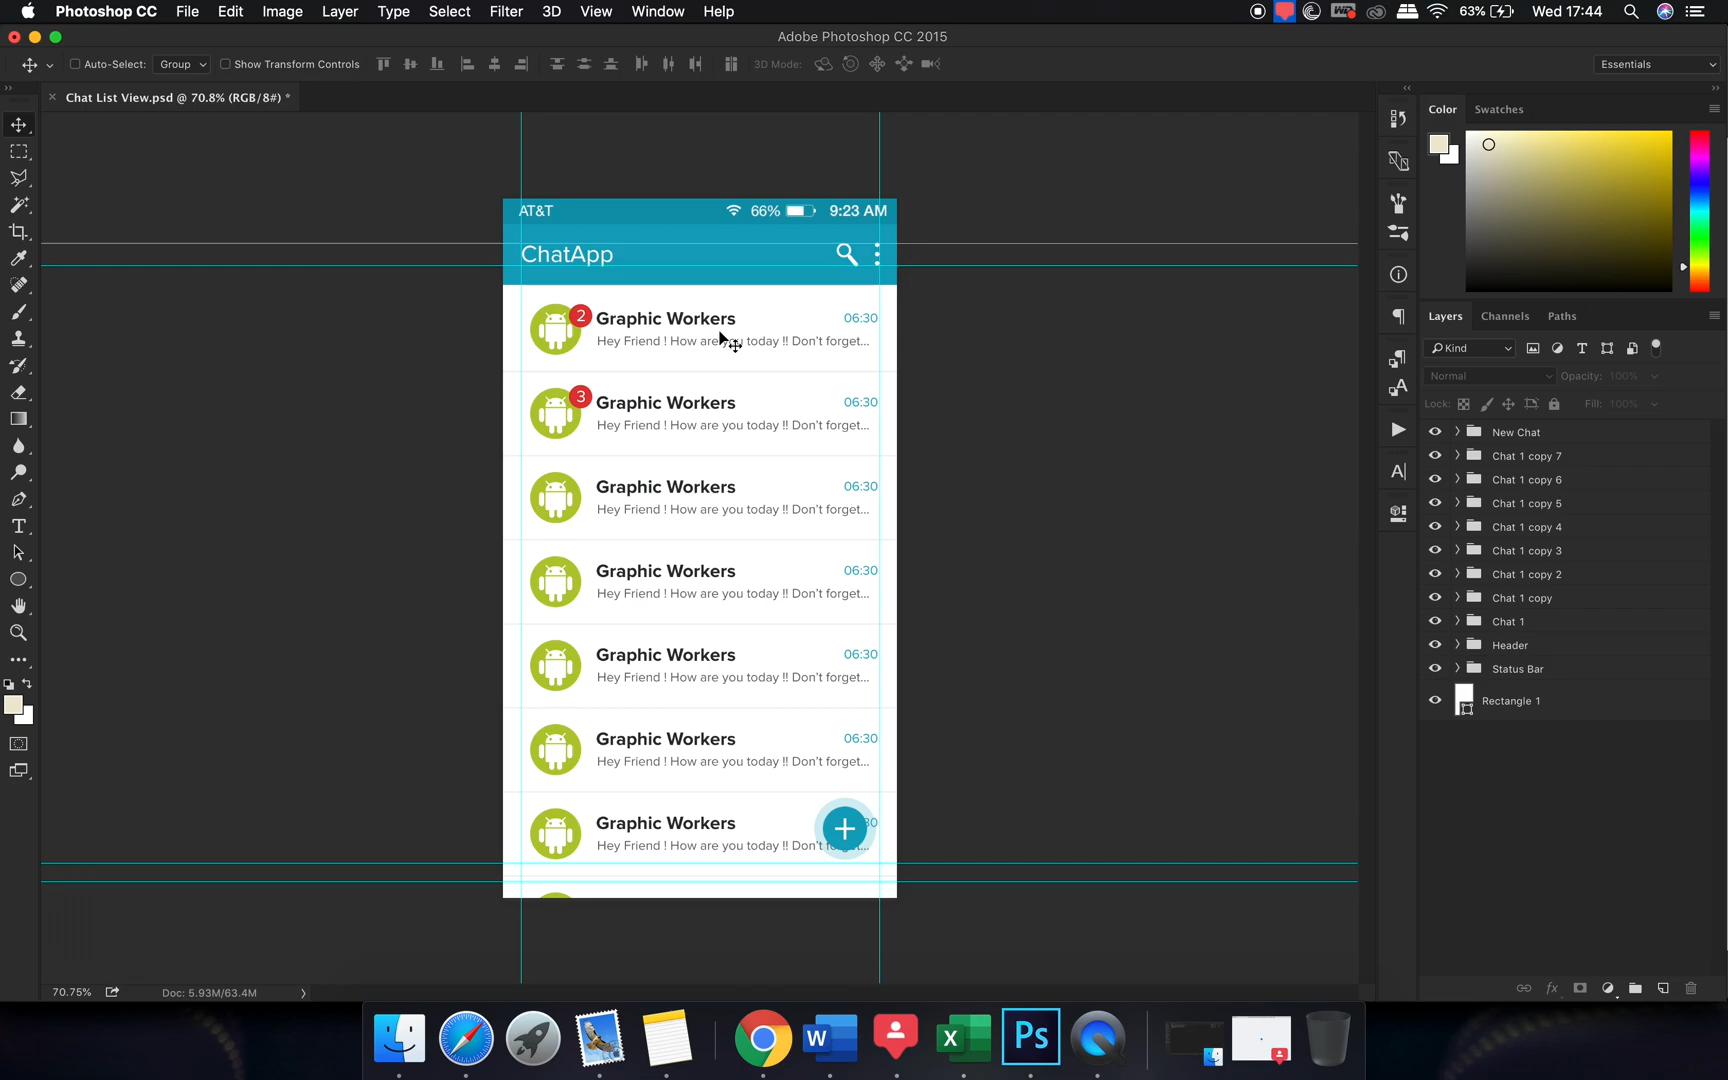 Photoshop CC File Edit Image Layer Type Select Filter 3D View Window Help 63% Wed 17:44
Adobe Photoshop CC 2015
Auto-Select: Group Show Transform Controls 3D Mode: Essentials
Chat List View.psd @ 70.8% (RGB/8#) *
AT&T 66% 9:23 AM
ChatApp
2 Graphic Workers 06:30
Hey Friend ! How are you today !! Don't forget...
3 Graphic Workers 06:30
Hey Friend ! How are you today !! Don't forget...
Graphic Workers 06:30
Hey Friend ! How are you today !! Don't forget...
Graphic Workers 06:30
Hey Friend ! How are you today !! Don't forget...
Graphic Workers 06:30
Hey Friend ! How are you today !! Don't forget...
Graphic Workers 06:30
Hey Friend ! How are you today !! Don't forget...
Graphic Workers 30
Hey Friend ! How are you today !! Don't forget...
Color Swatches
Layers Channels Paths
Kind
Normal Opacity: 100%
Lock: Fill: 100%
New Chat
Chat 1 copy 7
Chat 1 copy 6
Chat 1 copy 5
Chat 1 copy 4
Chat 1 copy 3
Chat 1 copy 2
Chat 1 copy
Chat 1
Header
Status Bar
Rectangle 1
fx
70.75% Doc: 5.93M/63.4M
W X Ps